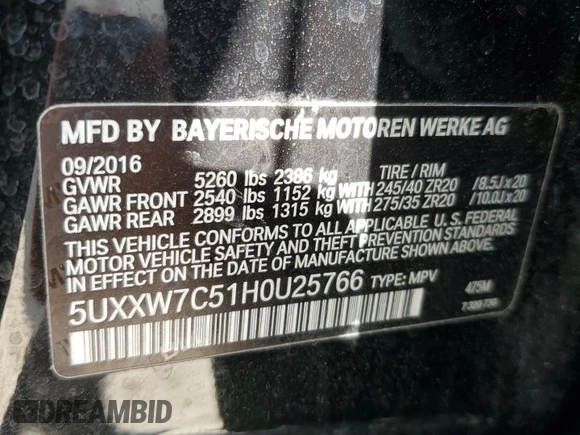 MFD BY BAYERISCHE MOTOREN WERKE AG
09/2016 TIRE / RIM
GVWR 5260 lbs 2386 kg
GAWR FRONT 2540 lbs 1152 kg WITH 245/40 ZR20 /8.5J x 20
GAWR REAR 2899 lbs 1315 kg WITH 275/35 ZR20 /10.0J x 20
THIS VEHICLE CONFORMS TO ALL APPLICABLE U. S. FEDERAL
MOTOR VEHICLE SAFETY AND THEFT PREVENTION STANDARDS
IN EFFECT ON THE DATE OF MANUFACTURE SHOWN ABOVE.
5UXXW7C51H0U25766 TYPE: MPV 475M
DREAMBID